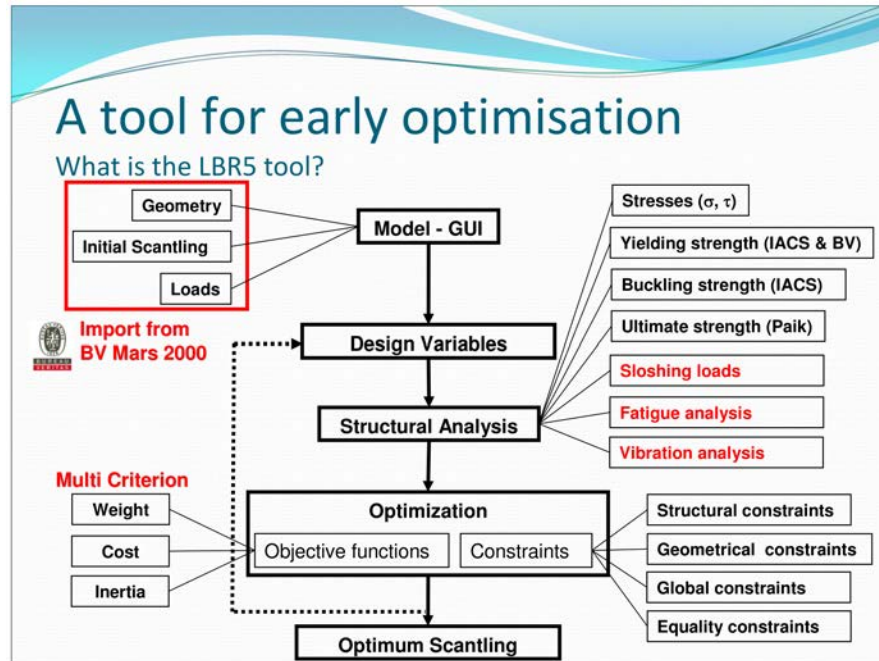 A tool for early optimisation
What is the LBR5 tool?
Geometry
Initial Scantling
Loads
Import from
BV Mars 2000
BUREAU
VERITAS
Model - GUI
Design Variables
Structural Analysis
Stresses (σ, τ)
Yielding strength (IACS & BV)
Buckling strength (IACS)
Ultimate strength (Paik)
Sloshing loads
Fatigue analysis
Vibration analysis
Multi Criterion
Weight
Cost
Inertia
Optimization
Objective functions
Constraints
Structural constraints
Geometrical constraints
Global constraints
Equality constraints
Optimum Scantling